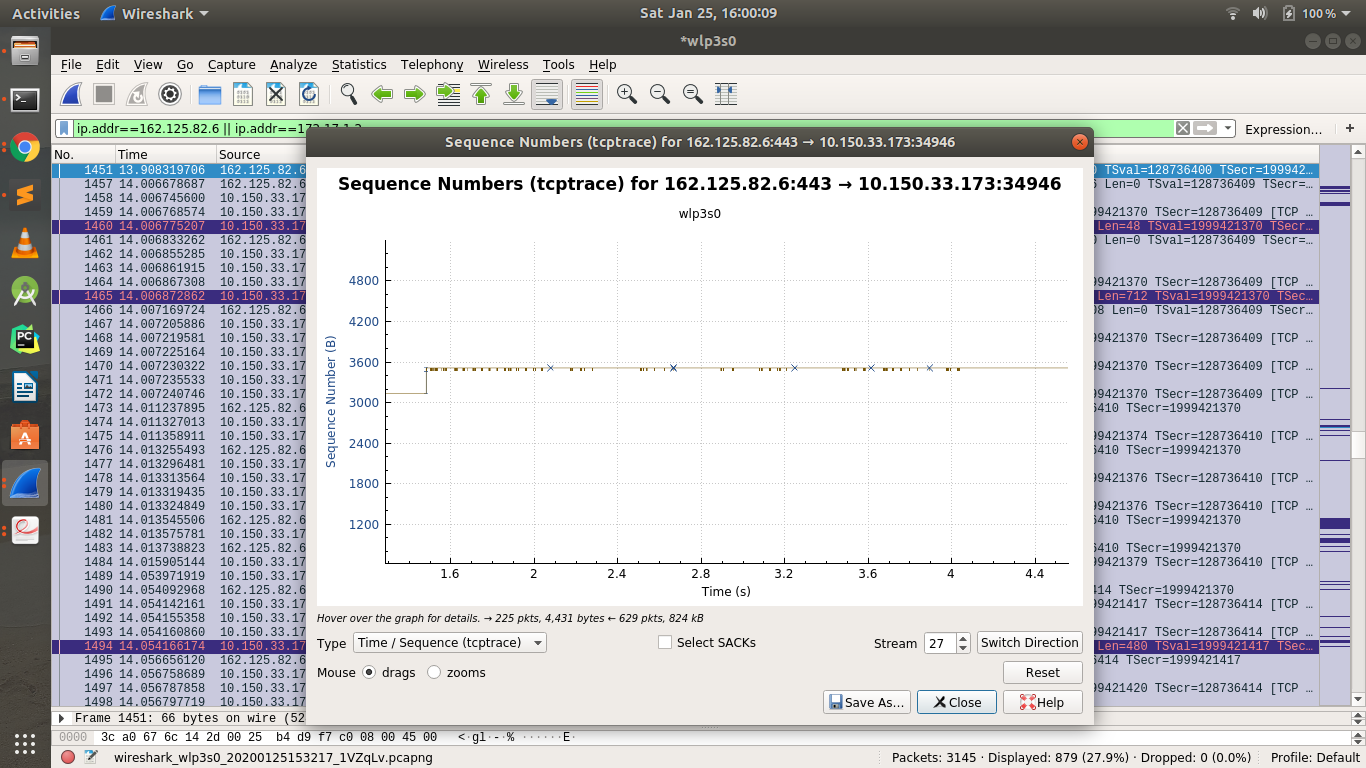 Activities Wireshark Sat Jan 25, 16:00:09 100 %
*wlp3s0
File Edit View Go Capture Analyze Statistics Telephony Wireless Tools Help
ip.addr==162.125.82.6 || ip.addr==172.17.1.2 Expression… +
No. Time Source
Sequence Numbers (tcptrace) for 162.125.82.6:443 → 10.150.33.173:34946
1451 13.908319706 162.125.82.6 TSval=128736400 TSecr=199942…
1457 14.006678687 162.125.82.6 Len=0 TSval=128736409 TSecr=…
1458 14.006745600 10.150.33.17
1459 14.006768574 10.150.33.17 99421370 TSecr=128736409 [TCP …
1460 14.006775207 10.150.33.17 Len=48 TSval=1999421370 TSecr…
1461 14.006833262 162.125.82.6 Len=0 TSval=128736409 TSecr=…
1462 14.006855285 10.150.33.17
1463 14.006861915 10.150.33.17
1464 14.006867308 10.150.33.17 99421370 TSecr=128736409 [TCP …
1465 14.006872862 10.150.33.17 Len=712 TSval=1999421370 TSec…
1466 14.007169724 162.125.82.6 08 Len=0 TSval=128736409 TSecr…
1467 14.007205886 10.150.33.17
1468 14.007219581 10.150.33.17 99421370 TSecr=128736409 [TCP …
1469 14.007225164 10.150.33.17
1470 14.007230322 10.150.33.17 99421370 TSecr=128736409 [TCP …
1471 14.007235533 10.150.33.17
1472 14.007240746 10.150.33.17 99421370 TSecr=128736409 [TCP …
1473 14.011237895 162.125.82.6 6410 TSecr=1999421370
1474 14.011327013 10.150.33.17
1475 14.011358911 10.150.33.17 99421374 TSecr=128736410 [TCP …
1476 14.013255493 162.125.82.6 6410 TSecr=1999421370
1477 14.013296481 10.150.33.17
1478 14.013313564 10.150.33.17 99421376 TSecr=128736410 [TCP …
1479 14.013319435 10.150.33.17
1480 14.013324849 10.150.33.17 99421376 TSecr=128736410 [TCP …
1481 14.013545506 162.125.82.6 6410 TSecr=1999421370
1482 14.013575781 10.150.33.17
1483 14.013738823 162.125.82.6 6410 TSecr=1999421370
1484 14.015905144 10.150.33.17 99421379 TSecr=128736410 [TCP …
1489 14.053971919 10.150.33.17
1490 14.054092968 162.125.82.6 414 TSecr=1999421370
1491 14.054142161 10.150.33.17 99421417 TSecr=128736414 [TCP …
1492 14.054155358 10.150.33.17
1493 14.054160860 10.150.33.17 99421417 TSecr=128736414 [TCP …
1494 14.054166174 10.150.33.17 Len=480 TSval=1999421417 TSec…
1495 14.056656120 162.125.82.6 6414 TSecr=1999421417
1496 14.056758689 10.150.33.17
1497 14.056787858 10.150.33.17 99421420 TSecr=128736414 [TCP …
1498 14.056797719 10.150.33.17
Sequence Numbers (tcptrace) for 162.125.82.6:443 → 10.150.33.173:34946
wlp3s0
Sequence Number (B)
4800
4200
3600
3000
2400
1800
1200
1.6 2 2.4 2.8 3.2 3.6 4 4.4
Time (s)
Hover over the graph for details. → 225 pkts, 4,431 bytes ← 629 pkts, 824 kB
Type Time / Sequence (tcptrace) Select SACKs Stream 27 Switch Direction
Mouse drags zooms Reset
Save As… Close Help
Frame 1451: 66 bytes on wire (52
0000 3c a0 67 6c 14 2d 00 25 b4 d9 f7 c0 08 00 45 00 <·gl·-·% ······E·
wireshark_wlp3s0_20200125153217_1VZqLv.pcapng Packets: 3145 · Displayed: 879 (27.9%) · Dropped: 0 (0.0%) Profile: Default